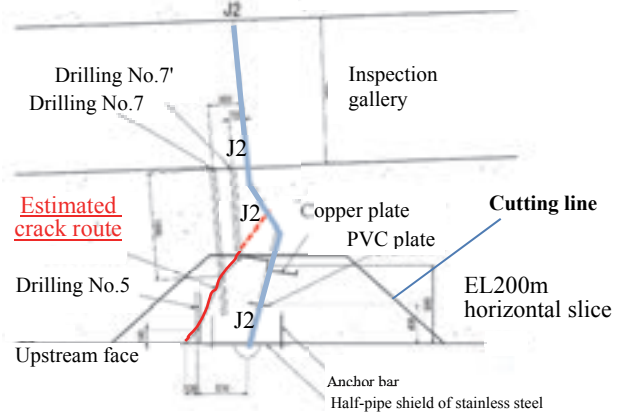 J2
Drilling No.7'
Drilling No.7
Inspection
gallery
J2
Estimated
crack route
J2
Copper plate
Cutting line
PVC plate
Drilling No.5
EL200m
horizontal slice
J2
Upstream face
Anchor bar
Half-pipe shield of stainless steel